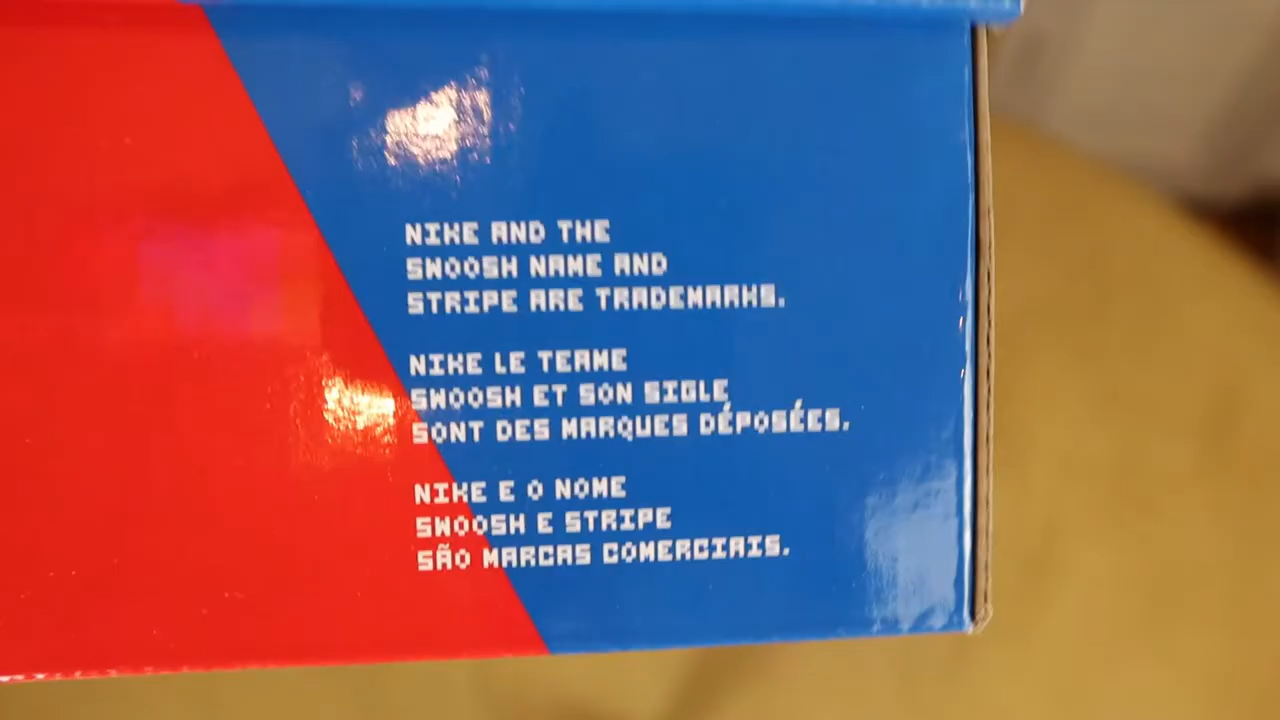 NIKE AND THE
SWOOSH NAME AND
STRIPE ARE TRADEMARKS.
NIKE LE TERME
SWOOSH ET SON SIGLE
SONT DES MARQUES DÉPOSÉES.
NIKE E O NOME
SWOOSH E STRIPE
SÃO MARCAS COMERCIAIS.